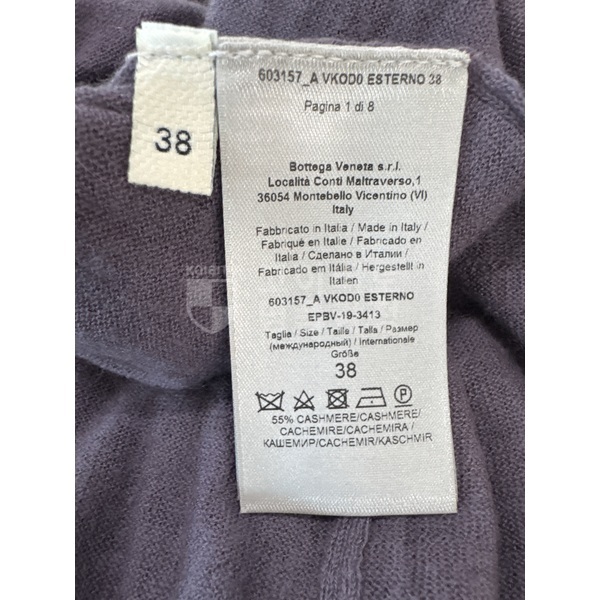 38
603157_A VKOD0 ESTERNO 38
Pagina 1 di 8
Bottega Veneta s.r.l.
Località Conti Maltraverso,1
36054 Montebello Vicentino (VI)
Italy
Fabbricato in Italia / Made in Italy /
Fabriqué en Italie / Fabricado en
Italia / Сделано в Италии /
Fabricado em Itália / Hergestellt in
Italien
603157_A VKOD0 ESTERNO
EPBV-19-3413
Taglia / Size / Taille / Talla / Размер
(международный) / Internationale
Größe
38
P
55% CASHMERE/CASHMERE/
CACHEMIRE/CACHEMIRA /
КАШЕМИР/CACHEMIR/KASCHMIR